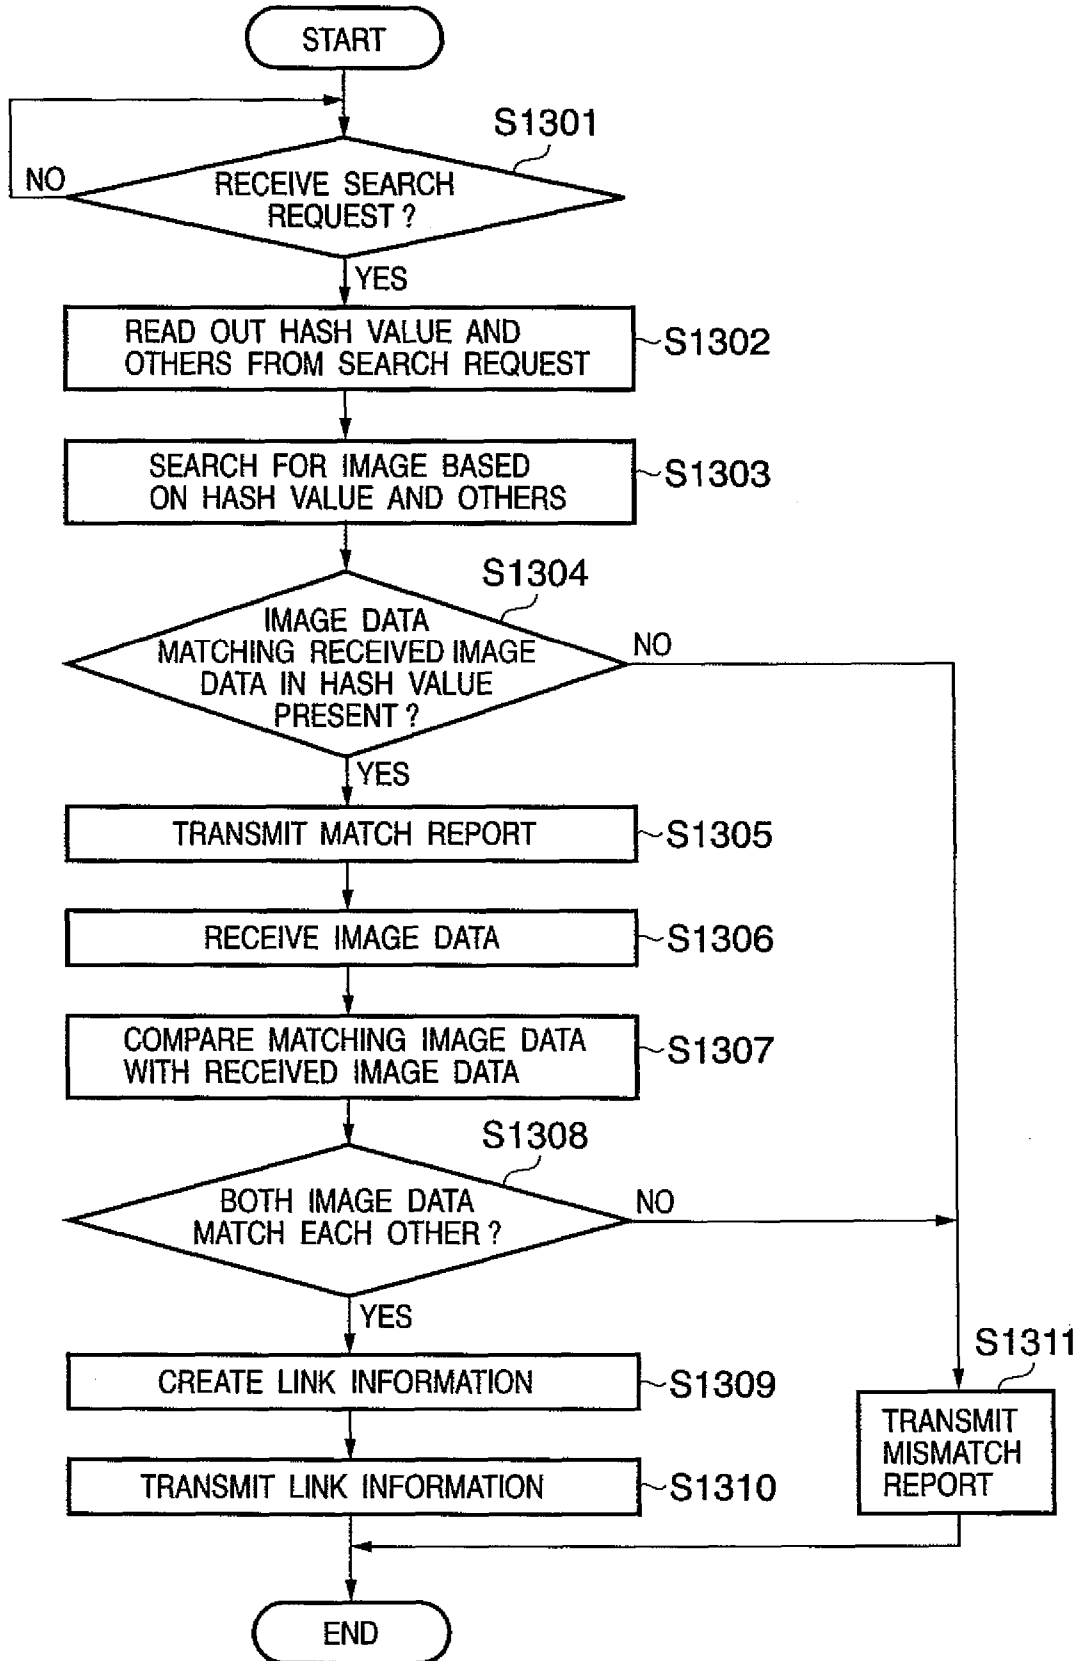 START
S1301
NO
RECEIVE SEARCH
REQUEST ?
YES
READ OUT HASH VALUE AND
OTHERS FROM SEARCH REQUEST
S1302
SEARCH FOR IMAGE BASED
ON HASH VALUE AND OTHERS
S1303
S1304
IMAGE DATA
MATCHING RECEIVED IMAGE
DATA IN HASH VALUE
PRESENT ?
NO
YES
TRANSMIT MATCH REPORT
S1305
RECEIVE IMAGE DATA
S1306
COMPARE MATCHING IMAGE DATA
WITH RECEIVED IMAGE DATA
S1307
S1308
BOTH IMAGE DATA
MATCH EACH OTHER ?
NO
YES
CREATE LINK INFORMATION
S1309
TRANSMIT LINK INFORMATION
S1310
S1311
TRANSMIT
MISMATCH
REPORT
END